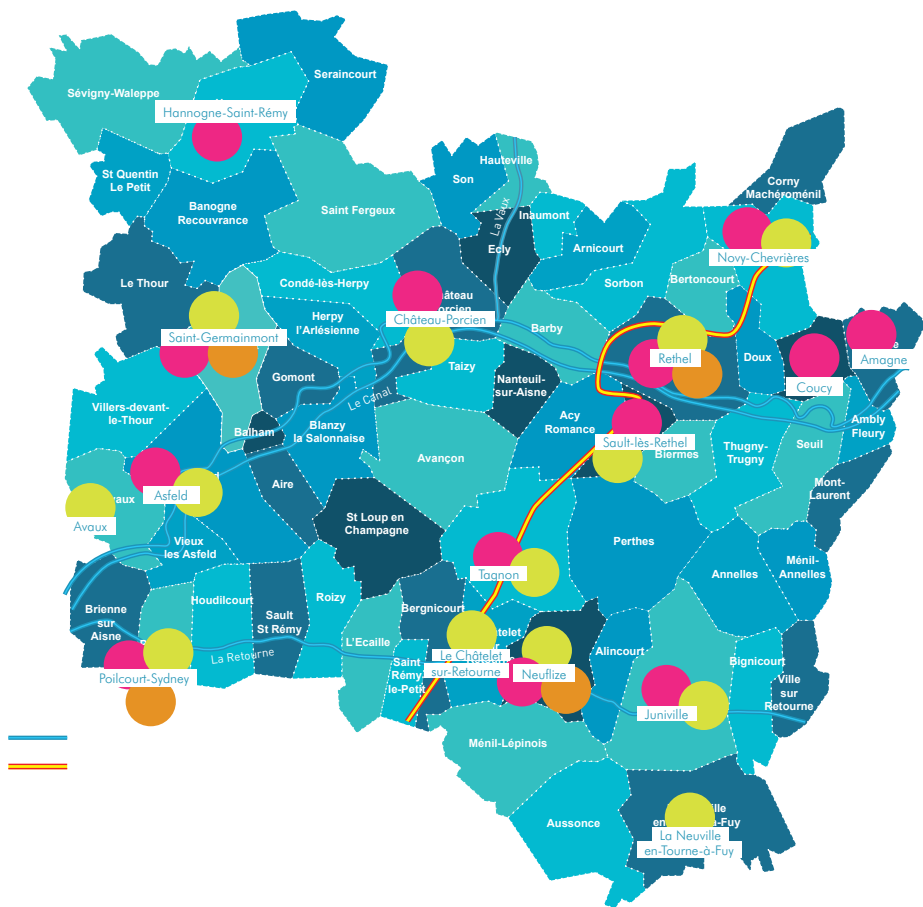 Seraincourt
Sévigny-Waleppe
Hannogne-Saint-Rémy
Hauteville
St Quentin
Le Petit
Son
Corny
Machéroménil
Banogne
Recouvrance
Saint Fergeux
La Vaux
Inaumont
Ecly
Arnicourt
Novy-Chevrières
Le Thour
Condé-lès-Herpy
Sorbon
Bertoncourt
Château-Porcien
Herpy
l'Arlésienne
Barby
Saint-Germainmont
Rethel
Doux
Amagne
Coucy
Taizy
Gomont
Nanteuil-
sur-Aisne
Le Canal
Villers-devant-
le-Thour
Balham
Blanzy
la Salonnaise
Acy
Romance
Ambly
Fleury
Sault-lès-Rethel
Biermes
Thugny-
Trugny
Seuil
Avançon
Aire
Asfeld
Mont-
Laurent
Avaux
St Loup en
Champagne
Vieux
les Asfeld
Perthes
Tagnon
Annelles
Ménil-
Annelles
Houdilcourt
Roizy
Brienne
sur
Aisne
Sault
St Rémy
Bergnicourt
L'Ecaille
La Retourne
Le Châtelet
sur-Retourne
Alincourt
Bignicourt
Saint
Rémy
le-Petit
Neuflize
Poilcourt-Sydney
Ville
sur
Retourne
Juniville
Ménil-Lépinois
Aussonce
La Neuville
en-Tourne-à-Fuy